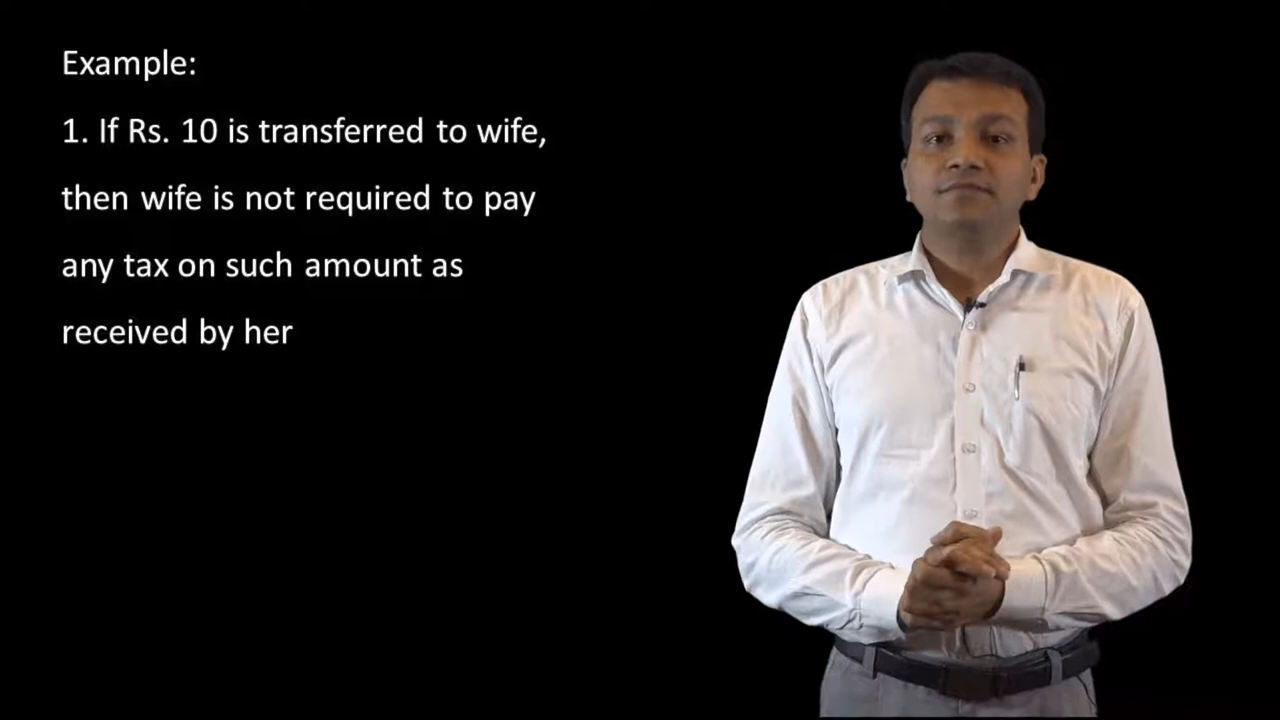 Example:
1. If Rs. 10 is transferred to wife,
then wife is not required to pay
any tax on such amount as
received by her